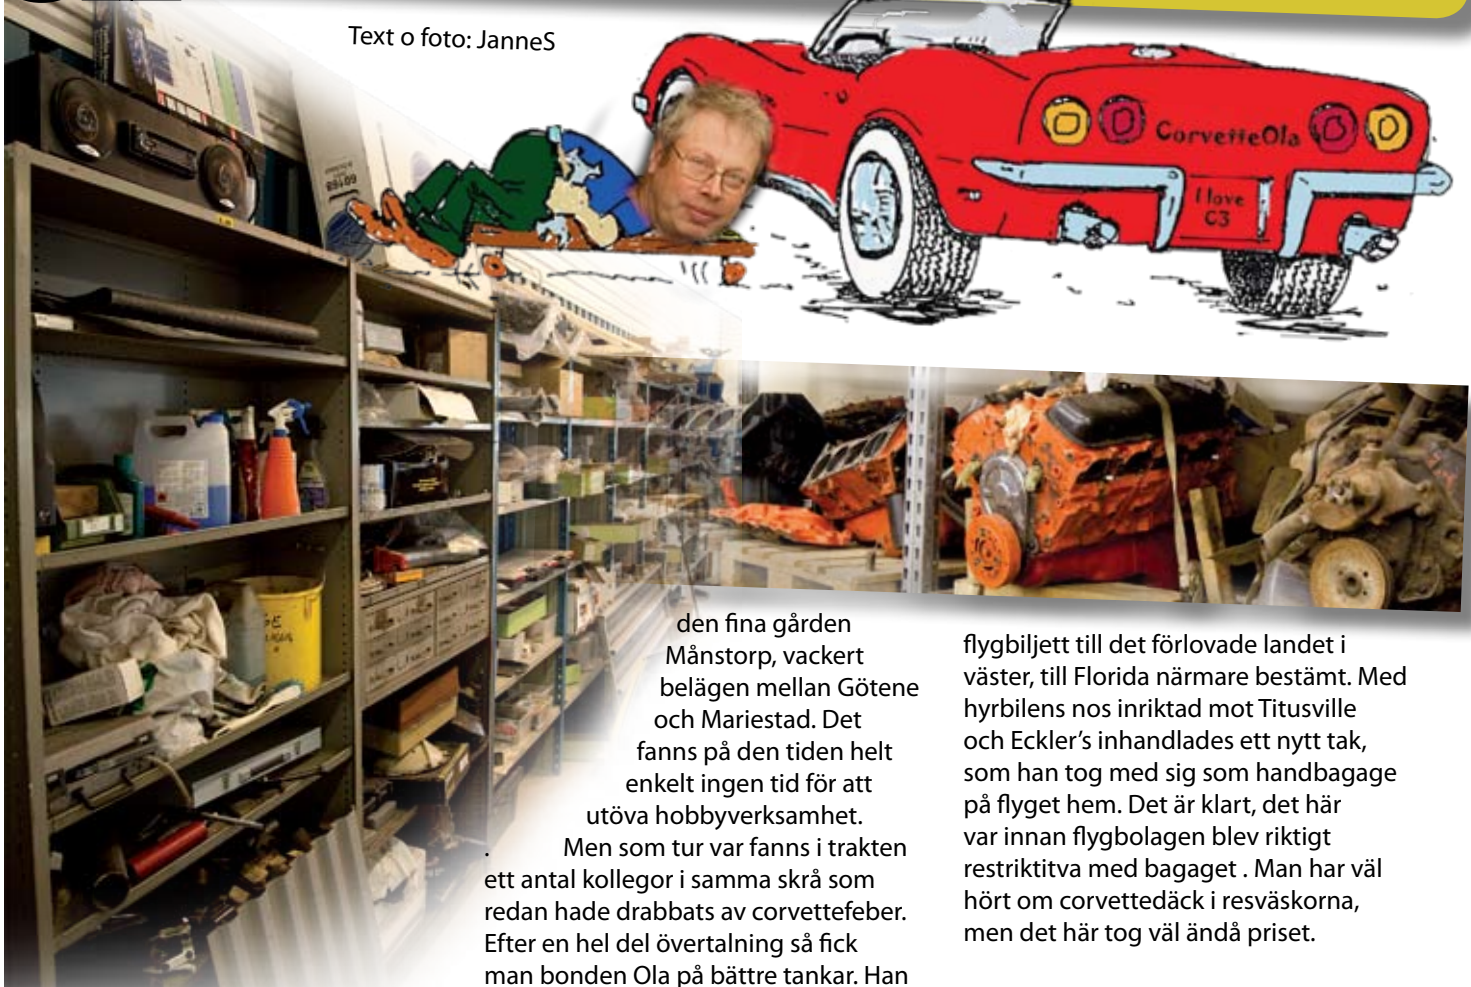 Text o foto: JanneS
CorvetteOla
I love
C3
60168
den fina gården
Månstorp, vackert
belägen mellan Götene
och Mariestad. Det
fanns på den tiden helt
enkelt ingen tid för att
utöva hobbyverksamhet.
. Men som tur var fanns i trakten
ett antal kollegor i samma skrå som
redan hade drabbats av corvettefeber.
Efter en hel del övertalning så fick
man bonden Ola på bättre tankar. Han
flygbiljett till det förlovade landet i
väster, till Florida närmare bestämt. Med
hyrbilens nos inriktad mot Titusville
och Eckler’s inhandlades ett nytt tak,
som han tog med sig som handbagage
på flyget hem. Det är klart, det här
var innan flygbolagen blev riktigt
restriktitva med bagaget . Man har väl
hört om corvettedäck i resväskorna,
men det här tog väl ändå priset.